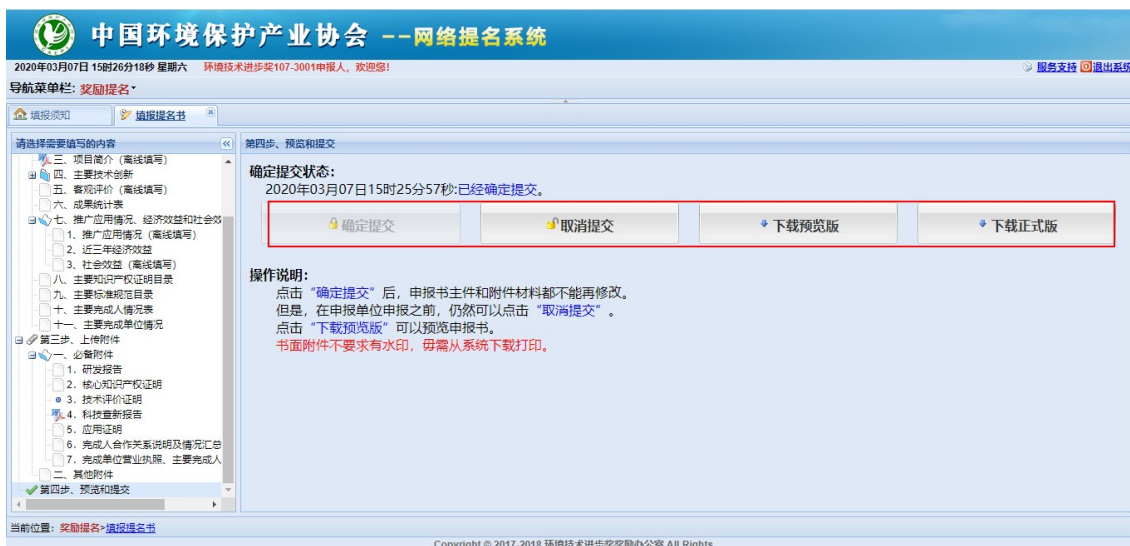 中国环境保护产业协会 --网络提名系统
2020年03月07日 15时26分18秒 星期六 环境技术进步奖107-3001申报人，欢迎您！ 服务支持 退出系统
导航菜单栏: 奖励提名
填报须知 填报提名书
请选择需要填写的内容
三、项目简介（离线填写）
四、主要技术创新
五、客观评价（离线填写）
六、成果统计表
七、推广应用情况、经济效益和社会效
1、推广应用情况（离线填写）
2、近三年经济效益
3、社会效益（离线填写）
八、主要知识产权证明目录
九、主要标准规范目录
十、主要完成人情况表
十一、主要完成单位情况
第三步、上传附件
一、必备附件
1. 研发报告
2. 核心知识产权证明
3. 技术评价证明
4. 科技查新报告
5. 应用证明
6. 完成人合作关系说明及情况汇总
7. 完成单位营业执照、主要完成人
二、其他附件
第四步、预览和提交
第四步、预览和提交
确定提交状态：
2020年03月07日15时25分57秒:已经确定提交。
确定提交 取消提交 下载预览版 下载正式版
操作说明：
点击“确定提交”后，申报书主件和附件材料都不能再修改。
但是，在申报单位申报之前，仍然可以点击“取消提交”。
点击“下载预览版”可以预览申报书。
书面附件不要求有水印，毋需从系统下载打印。
当前位置：奖励提名>填报提名书
Copyright © 2017-2018 环境技术进步奖奖励办公室 All Rights